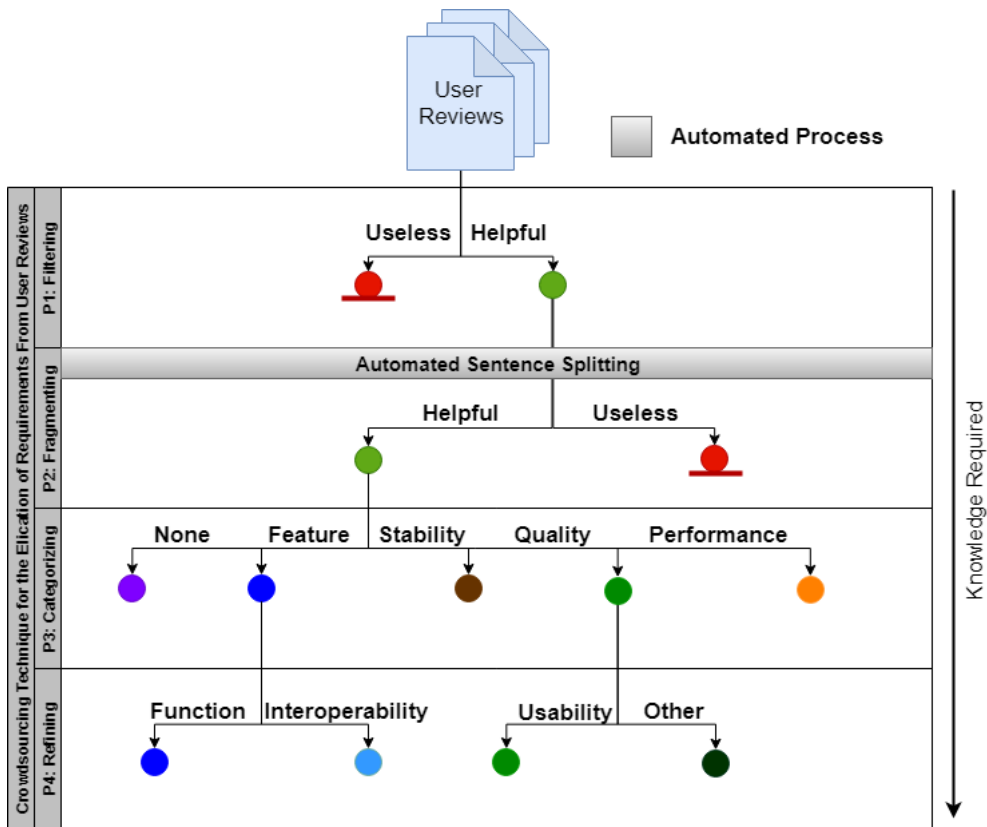 User
Reviews
Automated Process
Crowdsourcing Technique for the Elication of Requirements From User Reviews
P1: Filtering
Useless Helpful
Automated Sentence Splitting
P2: Fragmenting
Helpful Useless
P3: Categorizing
None Feature Stability Quality Performance
P4: Refining
Function Interoperability Usability Other
Knowledge Required